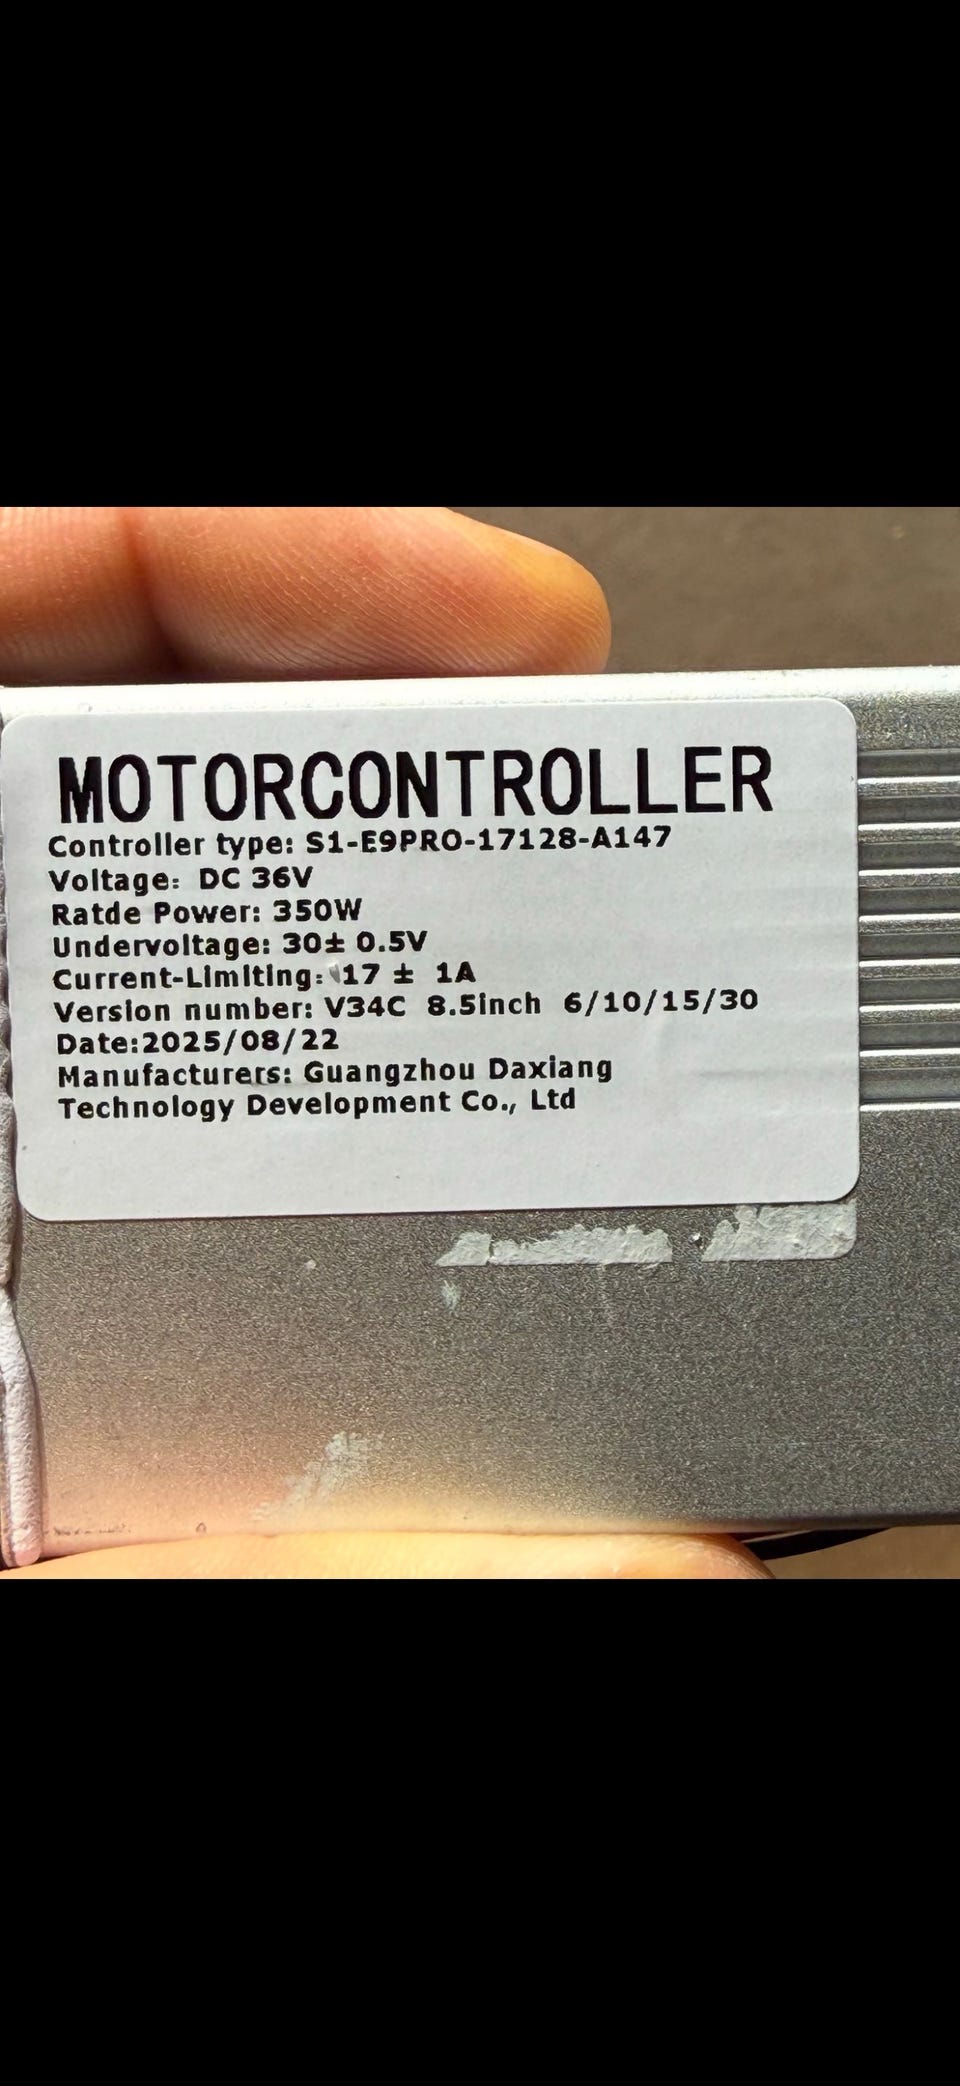 MOTORCONTROLLER
Controller type: S1-E9PRO-17128-A147
Voltage: DC 36V
Ratde Power: 350W
Undervoltage: 30± 0.5V
Current-Limiting: 17 ± 1A
Version number: V34C 8.5inch 6/10/15/30
Date:2025/08/22
Manufacturers: Guangzhou Daxiang
Technology Development Co., Ltd